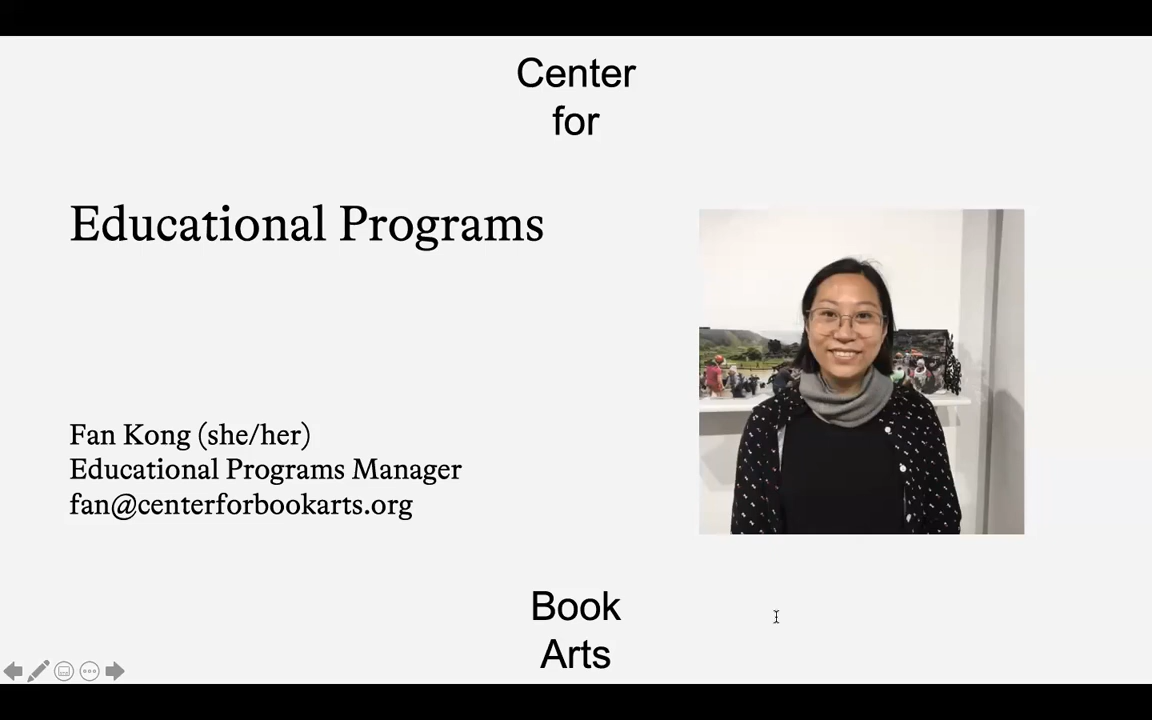 Center
for
Educational Programs
Fan Kong (she/her)
Educational Programs Manager
fan@centerforbookarts.org
Book
Arts